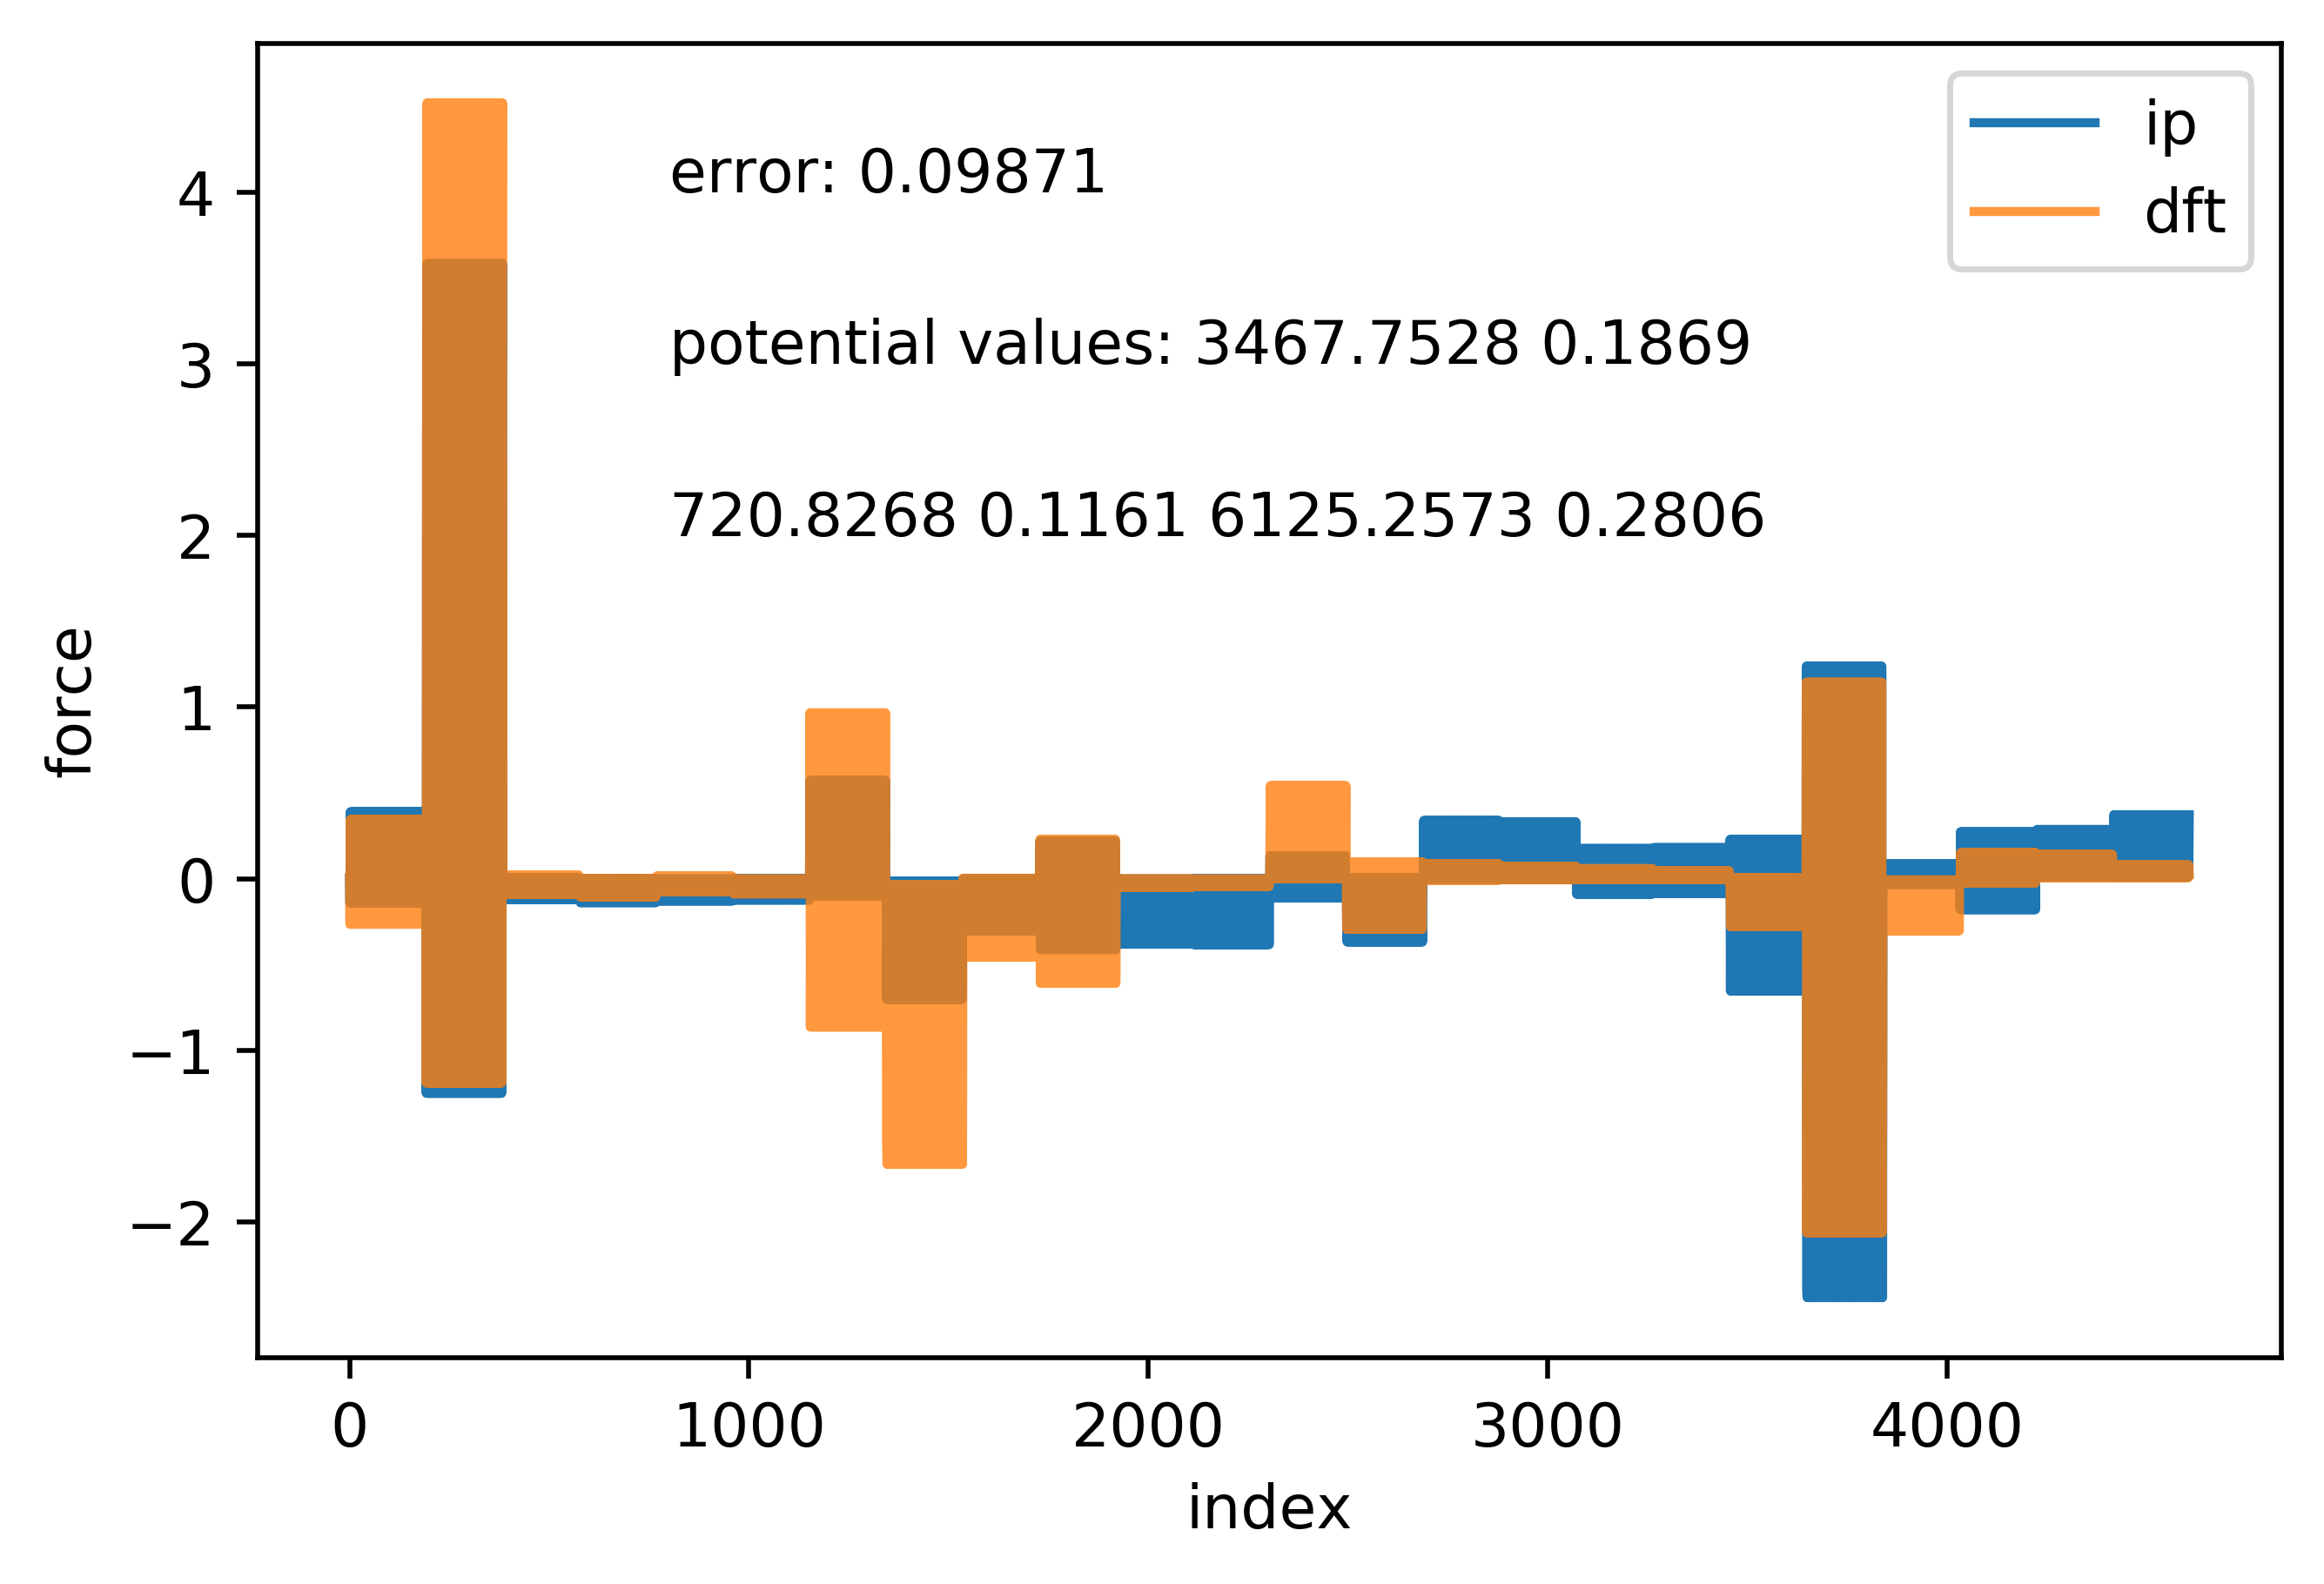 error: 0.09871
potential values: 3467.7528 0.1869
720.8268 0.1161 6125.2573 0.2806
ip
dft
4
3
2
1
0
−1
−2
force
0 1000 2000 3000 4000
index